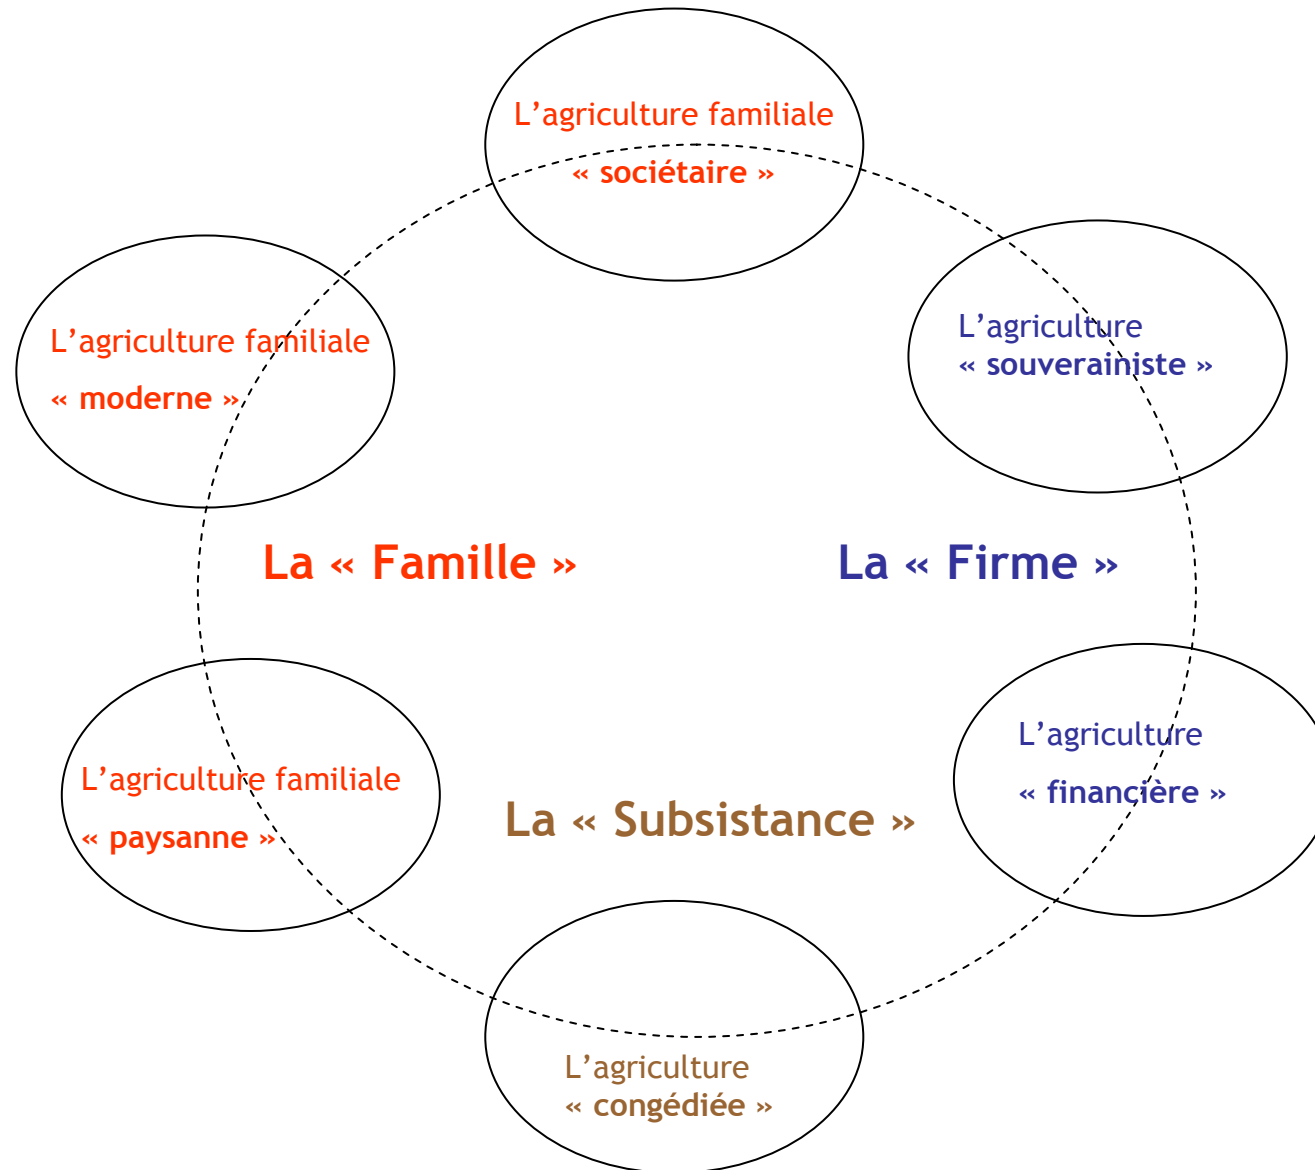 L’agriculture familiale
« sociétaire »
L’agriculture
« souverainiste »
L’agriculture familiale
« moderne »
La « Famille »
La « Firme »
L’agriculture
« financière »
L’agriculture familiale
« paysanne »
La « Subsistance »
L’agriculture
« congédiée »